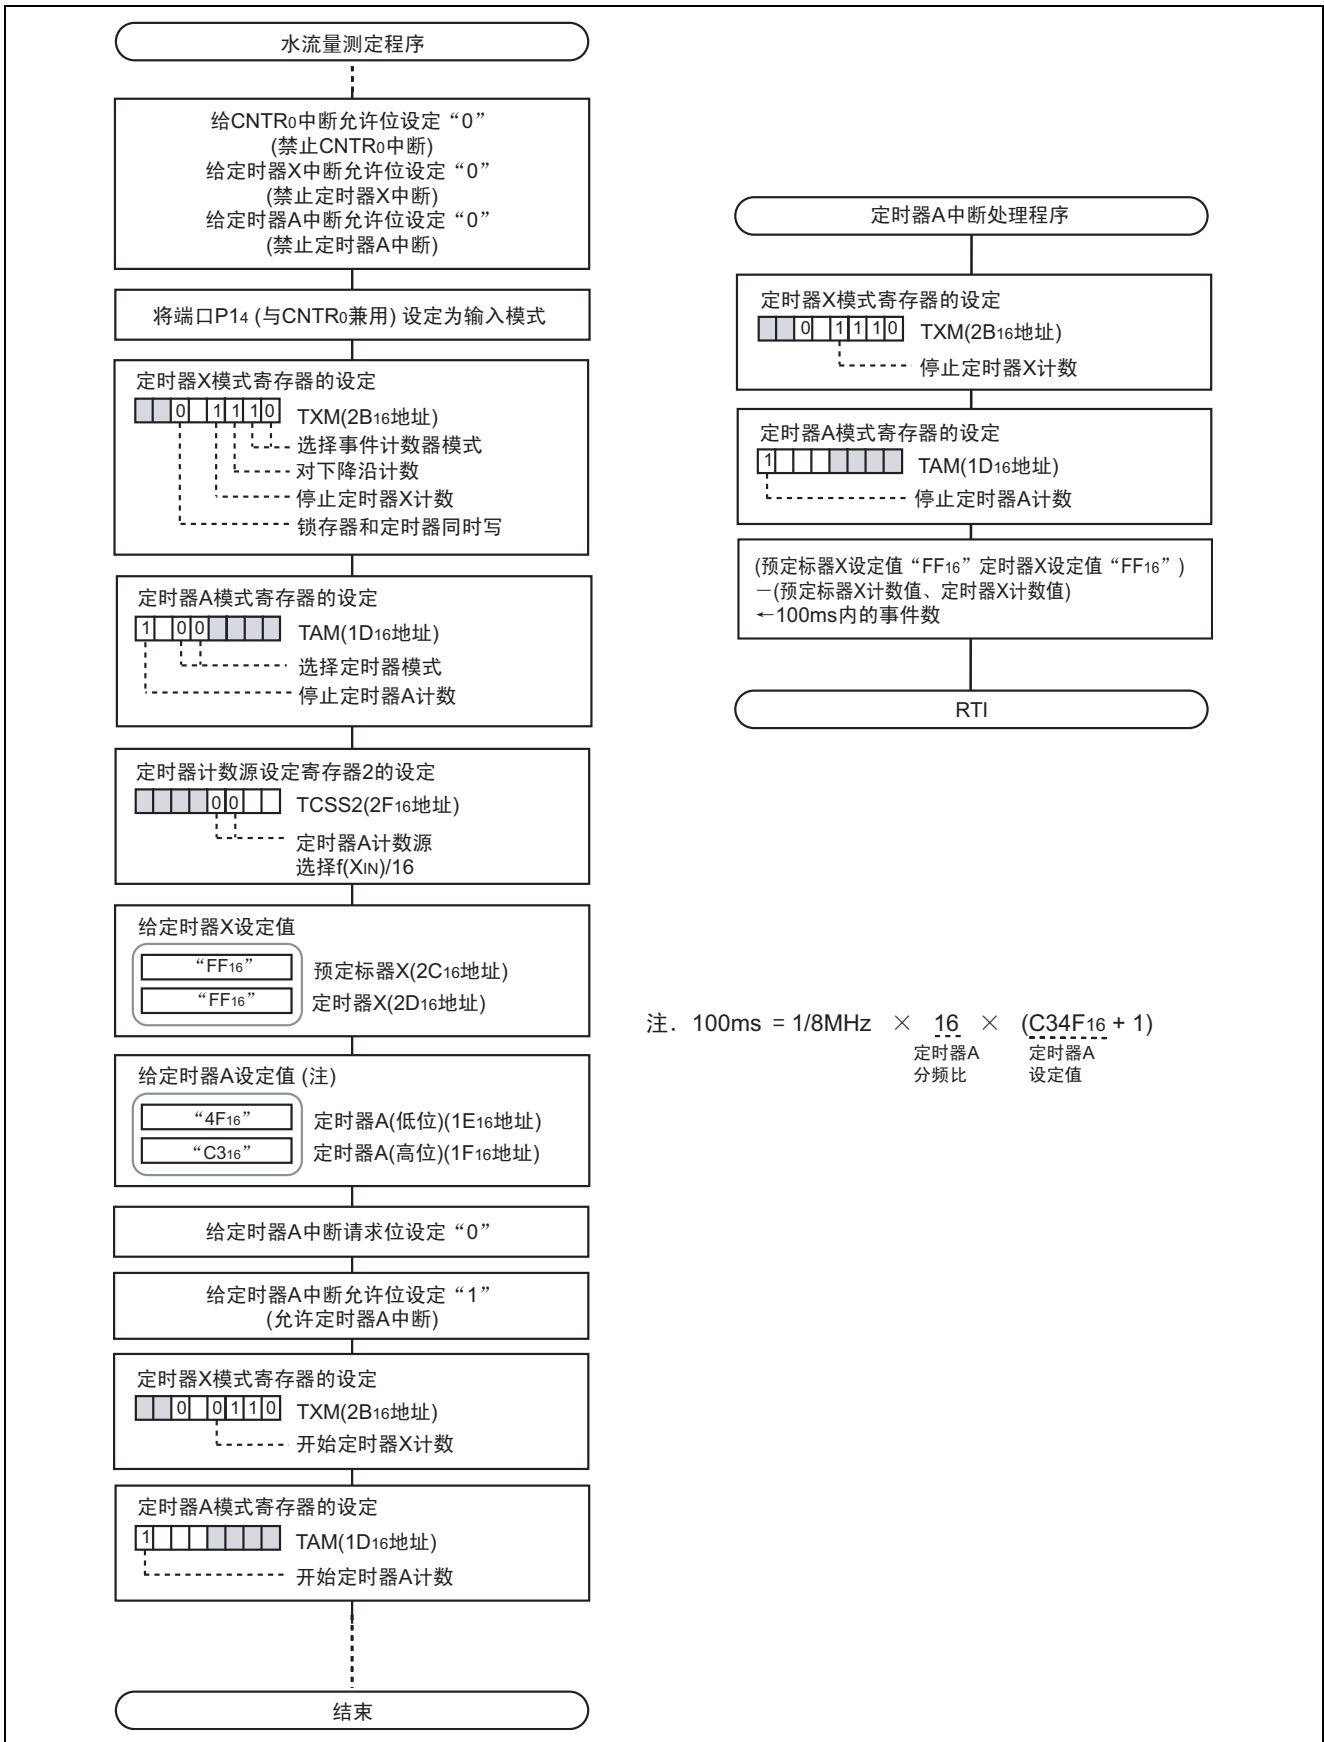 水流量测定程序
给CNTR0中断允许位设定“0”
(禁止CNTR0中断)
给定时器X中断允许位设定“0”
(禁止定时器X中断)
给定时器A中断允许位设定“0”
(禁止定时器A中断)
将端口P14 (与CNTR0兼用) 设定为输入模式
定时器X模式寄存器的设定
0 1 1 1 0 TXM(2B16地址)
选择事件计数器模式
对下降沿计数
停止定时器X计数
锁存器和定时器同时写
定时器A模式寄存器的设定
1 0 0 TAM(1D16地址)
选择定时器模式
停止定时器A计数
定时器计数源设定寄存器2的设定
0 0 TCSS2(2F16地址)
定时器A计数源
选择f(XIN)/16
给定时器X设定值
“FF16” 预定标器X(2C16地址)
“FF16” 定时器X(2D16地址)
给定时器A设定值 (注)
“4F16” 定时器A(低位)(1E16地址)
“C316” 定时器A(高位)(1F16地址)
给定时器A中断请求位设定“0”
给定时器A中断允许位设定“1”
(允许定时器A中断)
定时器X模式寄存器的设定
0 0 1 1 0 TXM(2B16地址)
开始定时器X计数
定时器A模式寄存器的设定
1 TAM(1D16地址)
开始定时器A计数
结束
定时器A中断处理程序
定时器X模式寄存器的设定
0 1 1 1 0 TXM(2B16地址)
停止定时器X计数
定时器A模式寄存器的设定
1 TAM(1D16地址)
停止定时器A计数
(预定标器X设定值“FF16”定时器X设定值“FF16”)
－(预定标器X计数值、定时器X计数值)
←100ms内的事件数
RTI
注. 100ms = 1/8MHz × 16 × (C34F16 + 1)
定时器A 定时器A
分频比 设定值